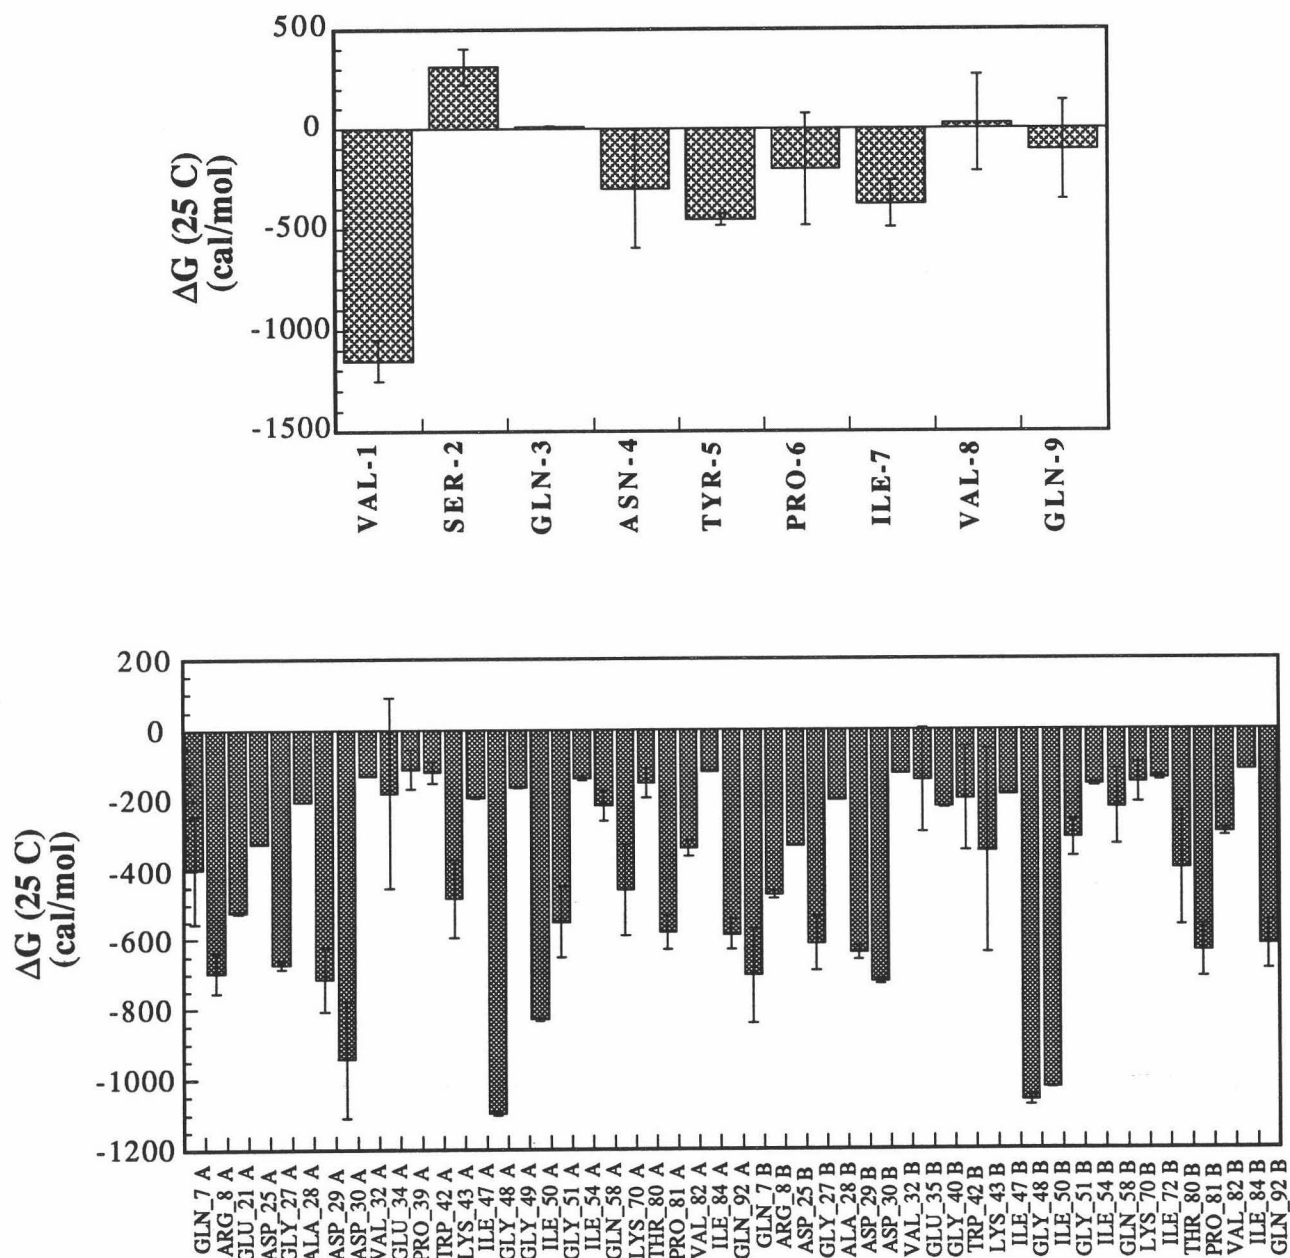 500
0
-500
-1000
-1500
ΔG (25 C)
(cal/mol)
VAL-1
SER-2
GLN-3
ASN-4
TYR-5
PRO-6
ILE-7
VAL-8
GLN-9
200
0
-200
-400
-600
-800
-1000
-1200
ΔG (25 C)
(cal/mol)
GLN_7 A
ARG_8 A
GLU_21 A
ASP_25 A
GLY_27 A
ALA_28 A
ASP_29 A
ASP_30 A
VAL_32 A
GLU_34 A
PRO_39 A
TRP_42 A
LYS_43 A
ILE_47 A
GLY_48 A
GLY_49 A
ILE_50 A
GLY_51 A
ILE_54 A
GLN_58 A
LYS_70 A
THR_80 A
PRO_81 A
VAL_82 A
ILE_84 A
GLN_92 A
GLN_7 B
ARG_8 B
ASP_25 B
GLY_27 B
ALA_28 B
ASP_29 B
ASP_30 B
VAL_32 B
GLU_35 B
GLY_40 B
TRP_42 B
LYS_43 B
ILE_47 B
GLY_48 B
ILE_50 B
GLY_51 B
ILE_54 B
GLN_58 B
LYS_70 B
ILE_72 B
THR_80 B
PRO_81 B
VAL_82 B
ILE_84 B
GLN_92 B